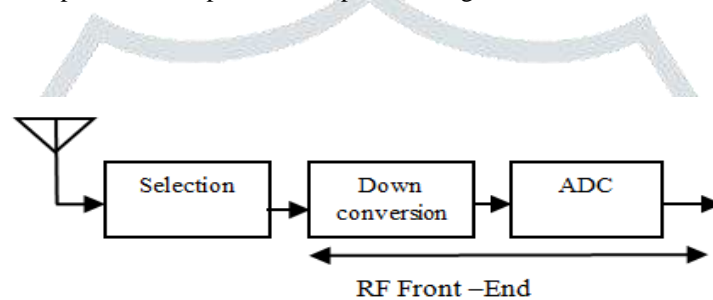 Selection
Down
conversion
ADC
RF Front –End